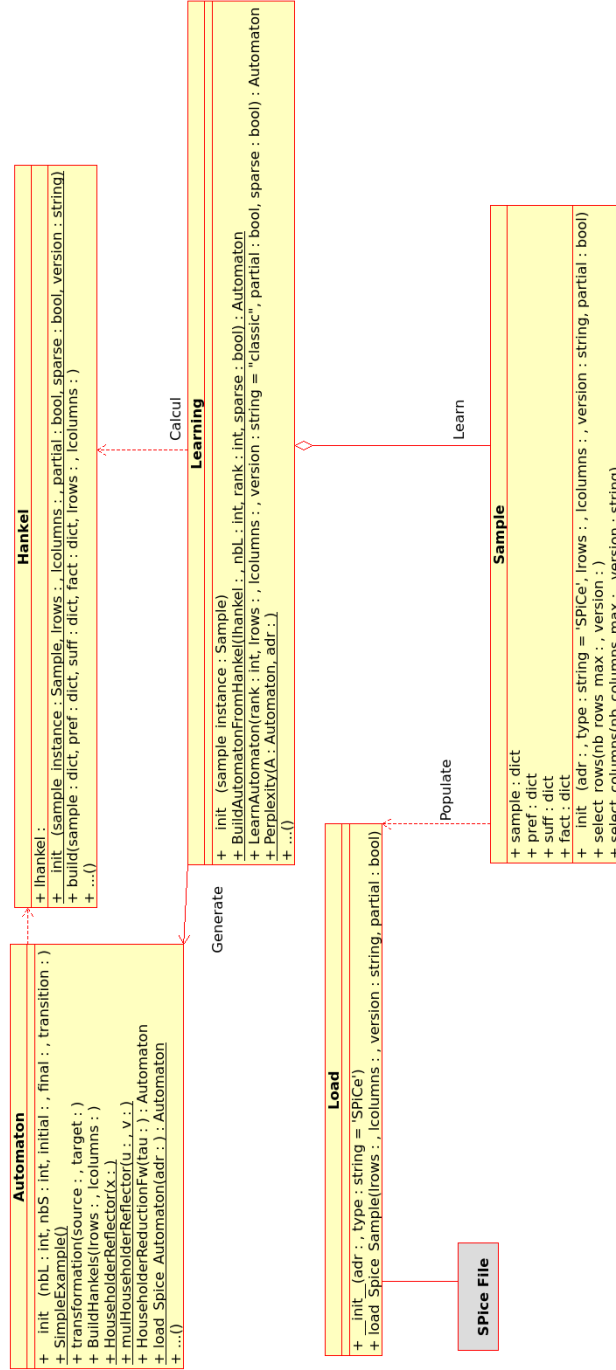 Automaton
+ __init__(nbL : int, nbS : int, initial : , final : , transition : )
+ SimpleExample()
+ transformation(source : , target : )
+ BuildHankels(lrows : , lcolumns : )
+ HouseholderReflector(x : )
+ mulHouseholderReflector(u : , v : )
+ HouseholderReductionFw(tau : ) : Automaton
+ load_Spice_Automaton(adr : ) : Automaton
+ ...()
Hankel
+ lhankel :
+ __init__(sample_instance : Sample, lrows : , lcolumns : , partial : bool, sparse : bool, version : string)
+ build(sample : dict, pref : dict, suff : dict, fact : dict, lrows : , lcolumns : )
+ ...()
Calcul
Generate
Learning
+ __init__(sample_instance : Sample)
+ BuildAutomatonFromHankel(lhankel : , nbL : int, rank : int, sparse : bool) : Automaton
+ LearnAutomaton(rank : int, lrows : , lcolumns : , version : string = "classic", partial : bool, sparse : bool) : Automaton
+ Perplexity(A : Automaton, adr : )
+ ...()
Load
+ __init__(adr : , type : string = 'SPiCe')
+ load_Spice_Sample(lrows : , lcolumns : , version : string, partial : bool)
Populate
Learn
SPice File
Sample
+ sample : dict
+ pref : dict
+ suff : dict
+ fact : dict
+ __init__(adr : , type : string = 'SPiCe', lrows : , lcolumns : , version : string, partial : bool)
+ select_rows(nb_rows_max : , version : )
+ select_columns(nb_columns_max : , version : string)